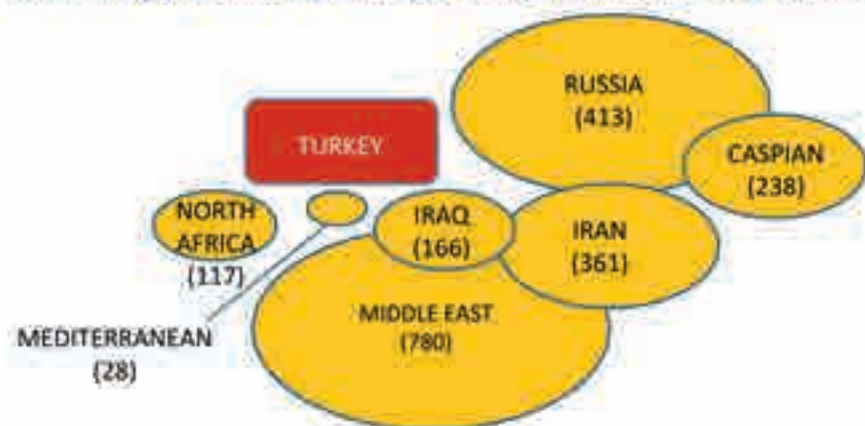 RUSSIA
(413)
TURKEY
CASPIAN
(238)
NORTH
AFRICA
(117)
IRAQ
(166)
IRAN
(361)
MIDDLE EAST
(780)
MEDITERRANEAN
(28)